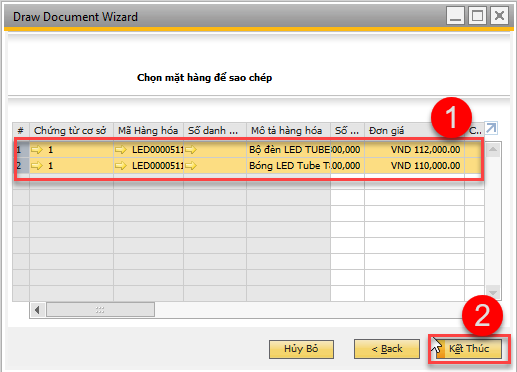 Draw Document Wizard
Chọn mặt hàng để sao chép
1
# Chứng từ cơ sở Mã Hàng hóa Số danh ... Mô tả hàng hóa Số ... Đơn giá C..
1 1 LED0000511 Bộ đèn LED TUBE 00,000 VND 112,000.00
2 1 LED0000511 Bóng LED Tube T 00,000 VND 110,000.00
2
Hủy Bỏ < Back Kết Thúc